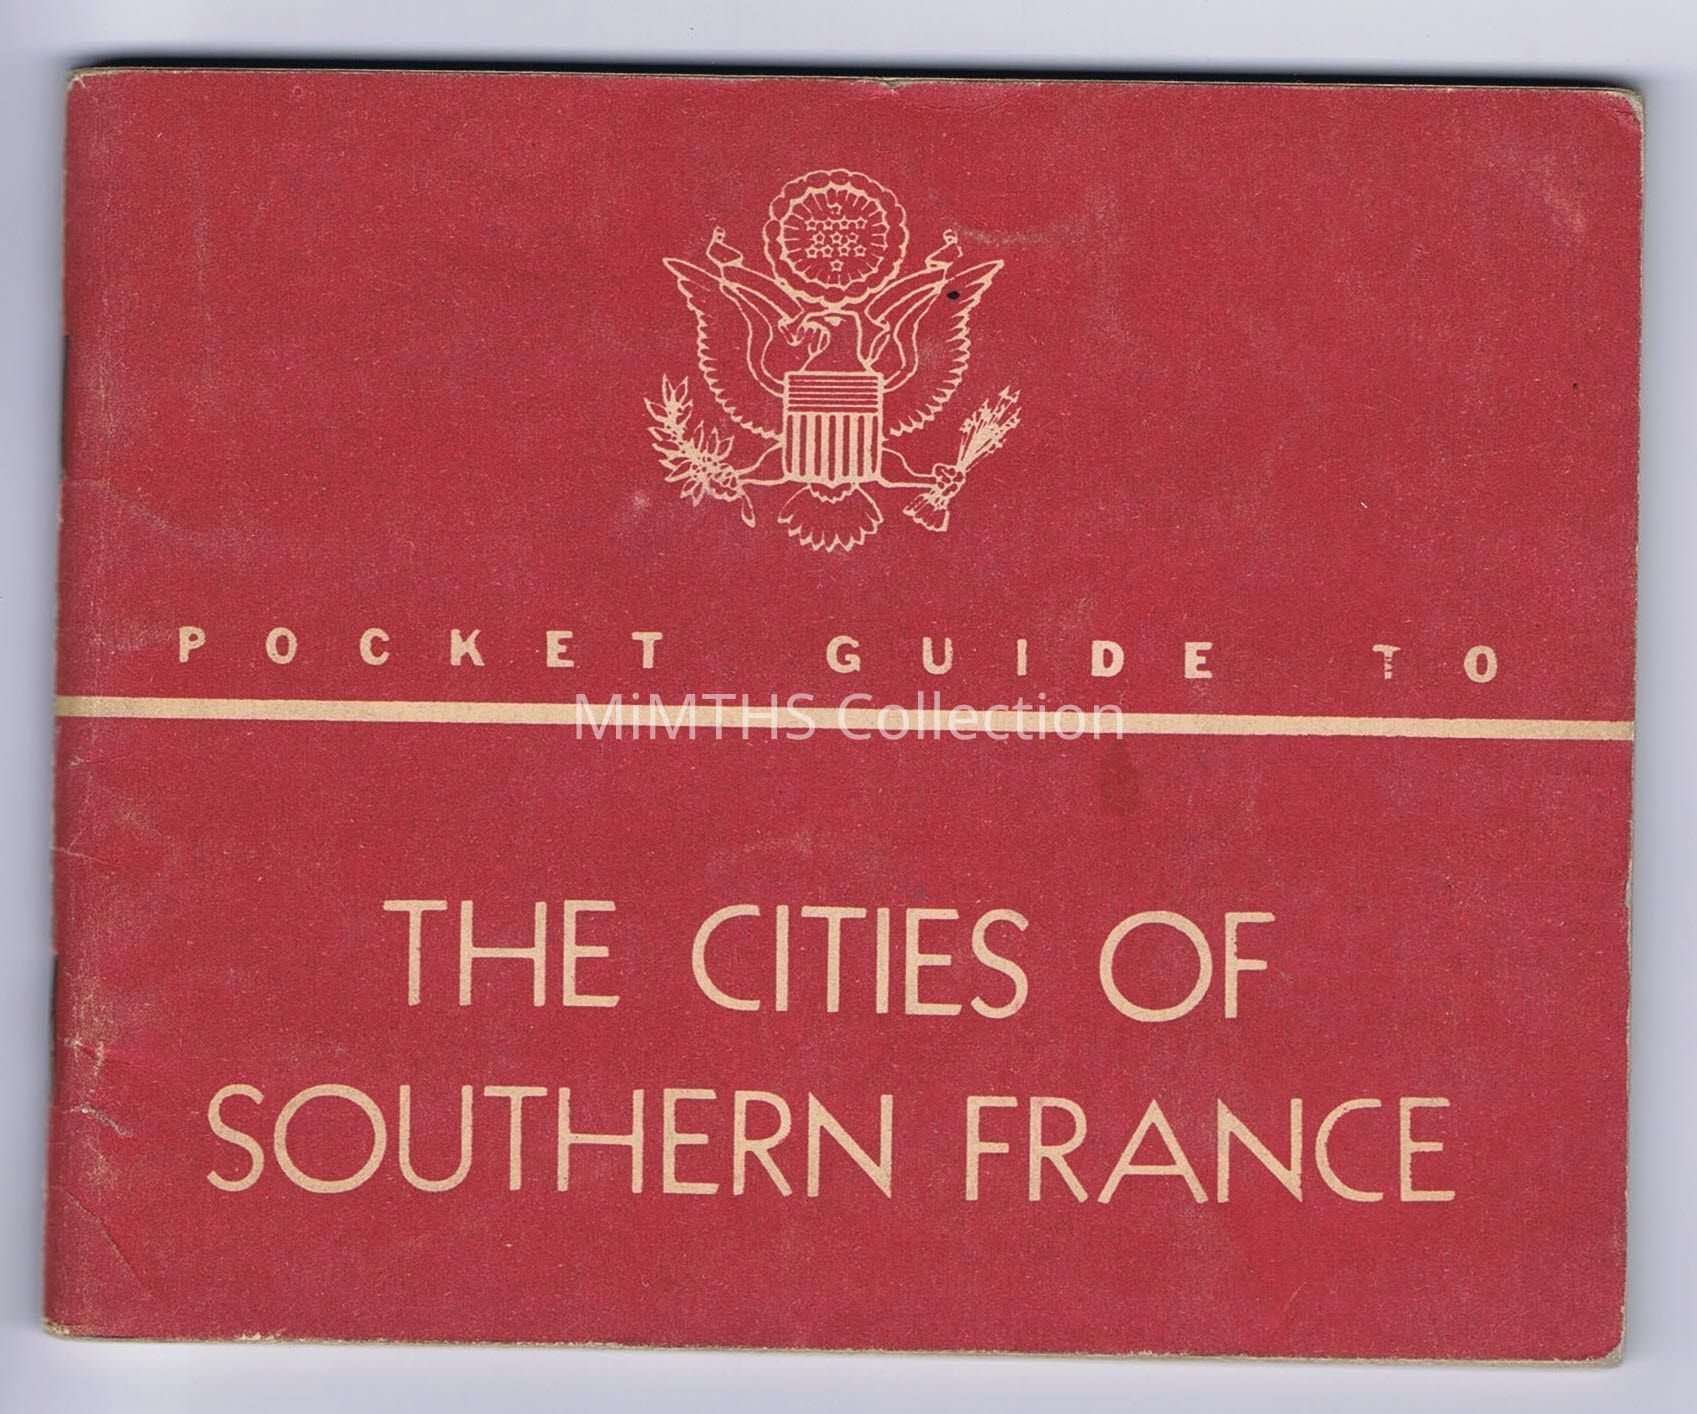 POCKET GUIDE TO
MiMTHS Collection
THE CITIES OF
SOUTHERN FRANCE